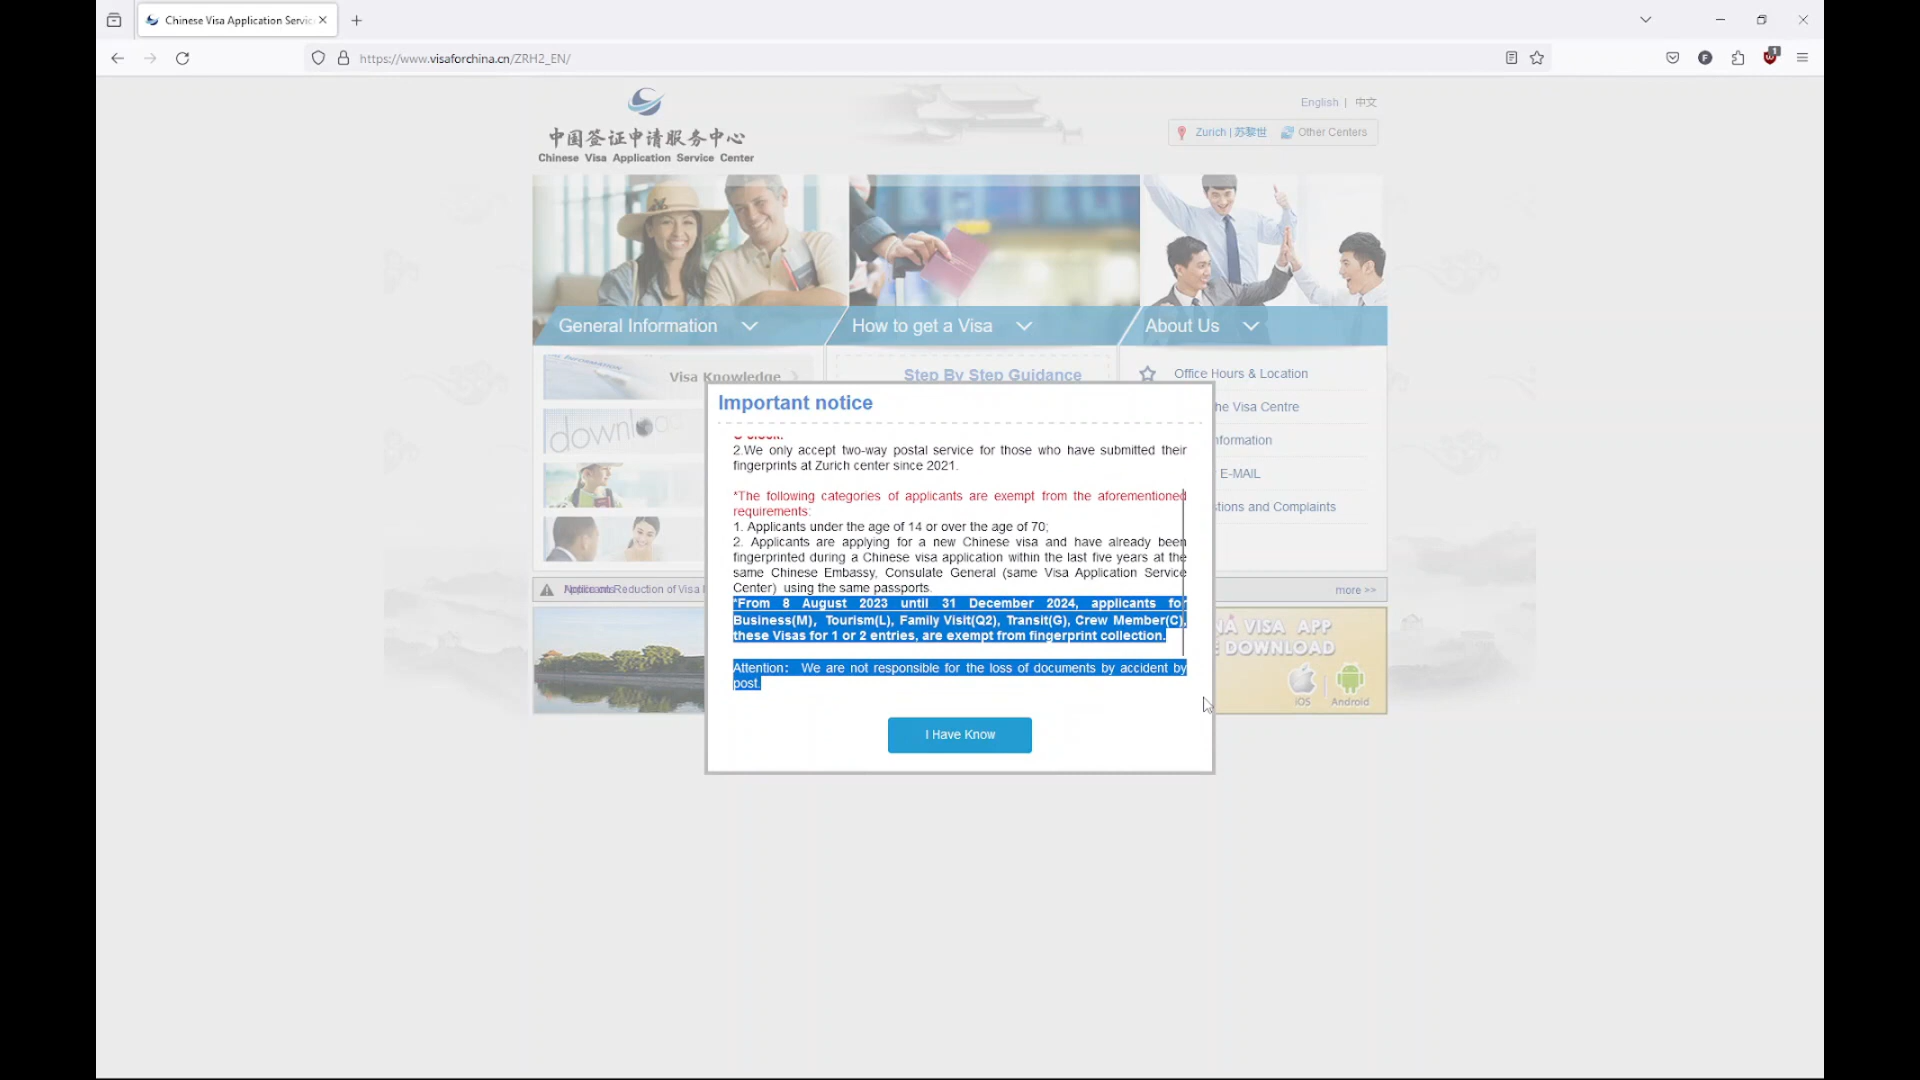 Chinese Visa Application Servic
https://www.visaforchina.cn/ZRH2_EN/
1
English | 中文
中国签证申请服务中心
Chinese Visa Application Service Center
Zurich | 苏黎世 Other Centers
General Information
How to get a Visa
About Us
Visa Knowledge
Step By Step Guidance
Office Hours & Location
download
he Visa Centre
formation
E-MAIL
tions and Complaints
Important notice
2.We only accept two-way postal service for those who have submitted their
fingerprints at Zurich center since 2021.
*The following categories of applicants are exempt from the aforementioned
requirements:
1. Applicants under the age of 14 or over the age of 70;
2. Applicants are applying for a new Chinese visa and have already been
fingerprinted during a Chinese visa application within the last five years at the
same Chinese Embassy, Consulate General (same Visa Application Service
Center) using the same passports.
*From 8 August 2023 until 31 December 2024, applicants for
Business(M), Tourism(L), Family Visit(Q2), Transit(G), Crew Member(C),
these Visas for 1 or 2 entries, are exempt from fingerprint collection.
Attention: We are not responsible for the loss of documents by accident by
post.
I Have Know
Reduction of Visa
more >>
NA VISA APP
DOWNLOAD
iOS Android